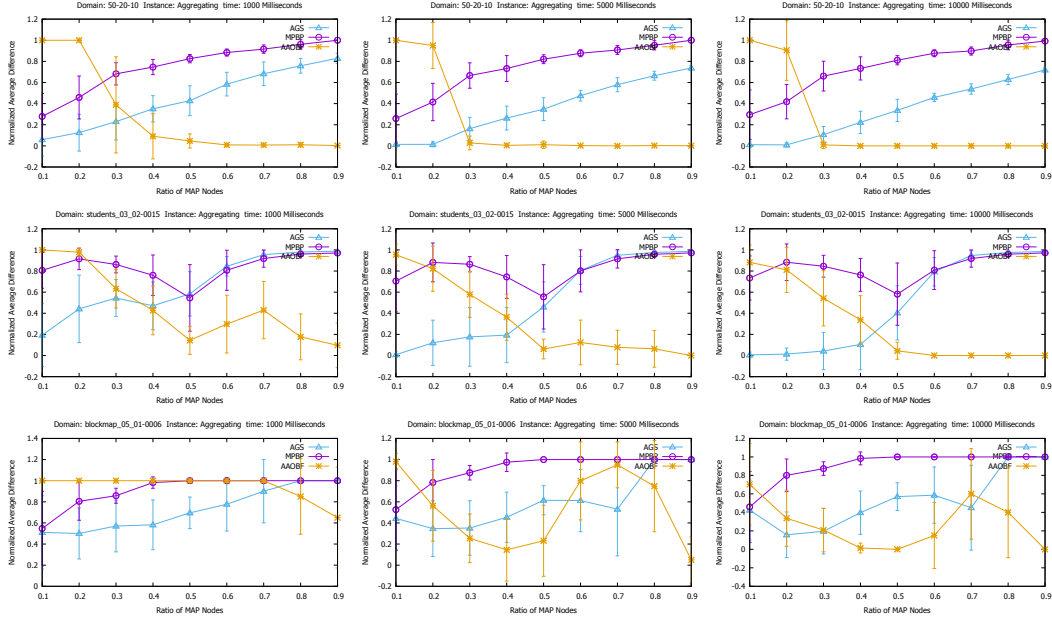 Domain: 50-20-10 Instance: Aggregating time: 1000 Milliseconds
Normalized Average Difference
1.2
1
0.8
0.6
0.4
0.2
0
-0.2
AGS
MPBP
AAOBF
0.1 0.2 0.3 0.4 0.5 0.6 0.7 0.8 0.9
Ratio of MAP Nodes
Domain: 50-20-10 Instance: Aggregating time: 5000 Milliseconds
Normalized Average Difference
1.2
1
0.8
0.6
0.4
0.2
0
-0.2
AGS
MPBP
AAOBF
0.1 0.2 0.3 0.4 0.5 0.6 0.7 0.8 0.9
Ratio of MAP Nodes
Domain: 50-20-10 Instance: Aggregating time: 10000 Milliseconds
Normalized Average Difference
1.2
1
0.8
0.6
0.4
0.2
0
-0.2
AGS
MPBP
AAOBF
0.1 0.2 0.3 0.4 0.5 0.6 0.7 0.8 0.9
Ratio of MAP Nodes
Domain: students_03_02-0015 Instance: Aggregating time: 1000 Milliseconds
Normalized Average Difference
1.2
1
0.8
0.6
0.4
0.2
0
-0.2
AGS
MPBP
AAOBF
0.1 0.2 0.3 0.4 0.5 0.6 0.7 0.8 0.9
Ratio of MAP Nodes
Domain: students_03_02-0015 Instance: Aggregating time: 5000 Milliseconds
Normalized Average Difference
1.2
1
0.8
0.6
0.4
0.2
0
-0.2
AGS
MPBP
AAOBF
0.1 0.2 0.3 0.4 0.5 0.6 0.7 0.8 0.9
Ratio of MAP Nodes
Domain: students_03_02-0015 Instance: Aggregating time: 10000 Milliseconds
Normalized Average Difference
1.2
1
0.8
0.6
0.4
0.2
0
-0.2
AGS
MPBP
AAOBF
0.1 0.2 0.3 0.4 0.5 0.6 0.7 0.8 0.9
Ratio of MAP Nodes
Domain: blockmap_05_01-0006 Instance: Aggregating time: 1000 Milliseconds
Normalized Average Difference
1.4
1.2
1
0.8
0.6
0.4
0.2
0
AGS
MPBP
AAOBF
0.1 0.2 0.3 0.4 0.5 0.6 0.7 0.8 0.9
Ratio of MAP Nodes
Domain: blockmap_05_01-0006 Instance: Aggregating time: 5000 Milliseconds
Normalized Average Difference
1.2
1
0.8
0.6
0.4
0.2
0
-0.2
AGS
MPBP
AAOBF
0.1 0.2 0.3 0.4 0.5 0.6 0.7 0.8 0.9
Ratio of MAP Nodes
Domain: blockmap_05_01-0006 Instance: Aggregating time: 10000 Milliseconds
Normalized Average Difference
1.2
1
0.8
0.6
0.4
0.2
0
-0.2
-0.4
AGS
MPBP
AAOBF
0.1 0.2 0.3 0.4 0.5 0.6 0.7 0.8 0.9
Ratio of MAP Nodes